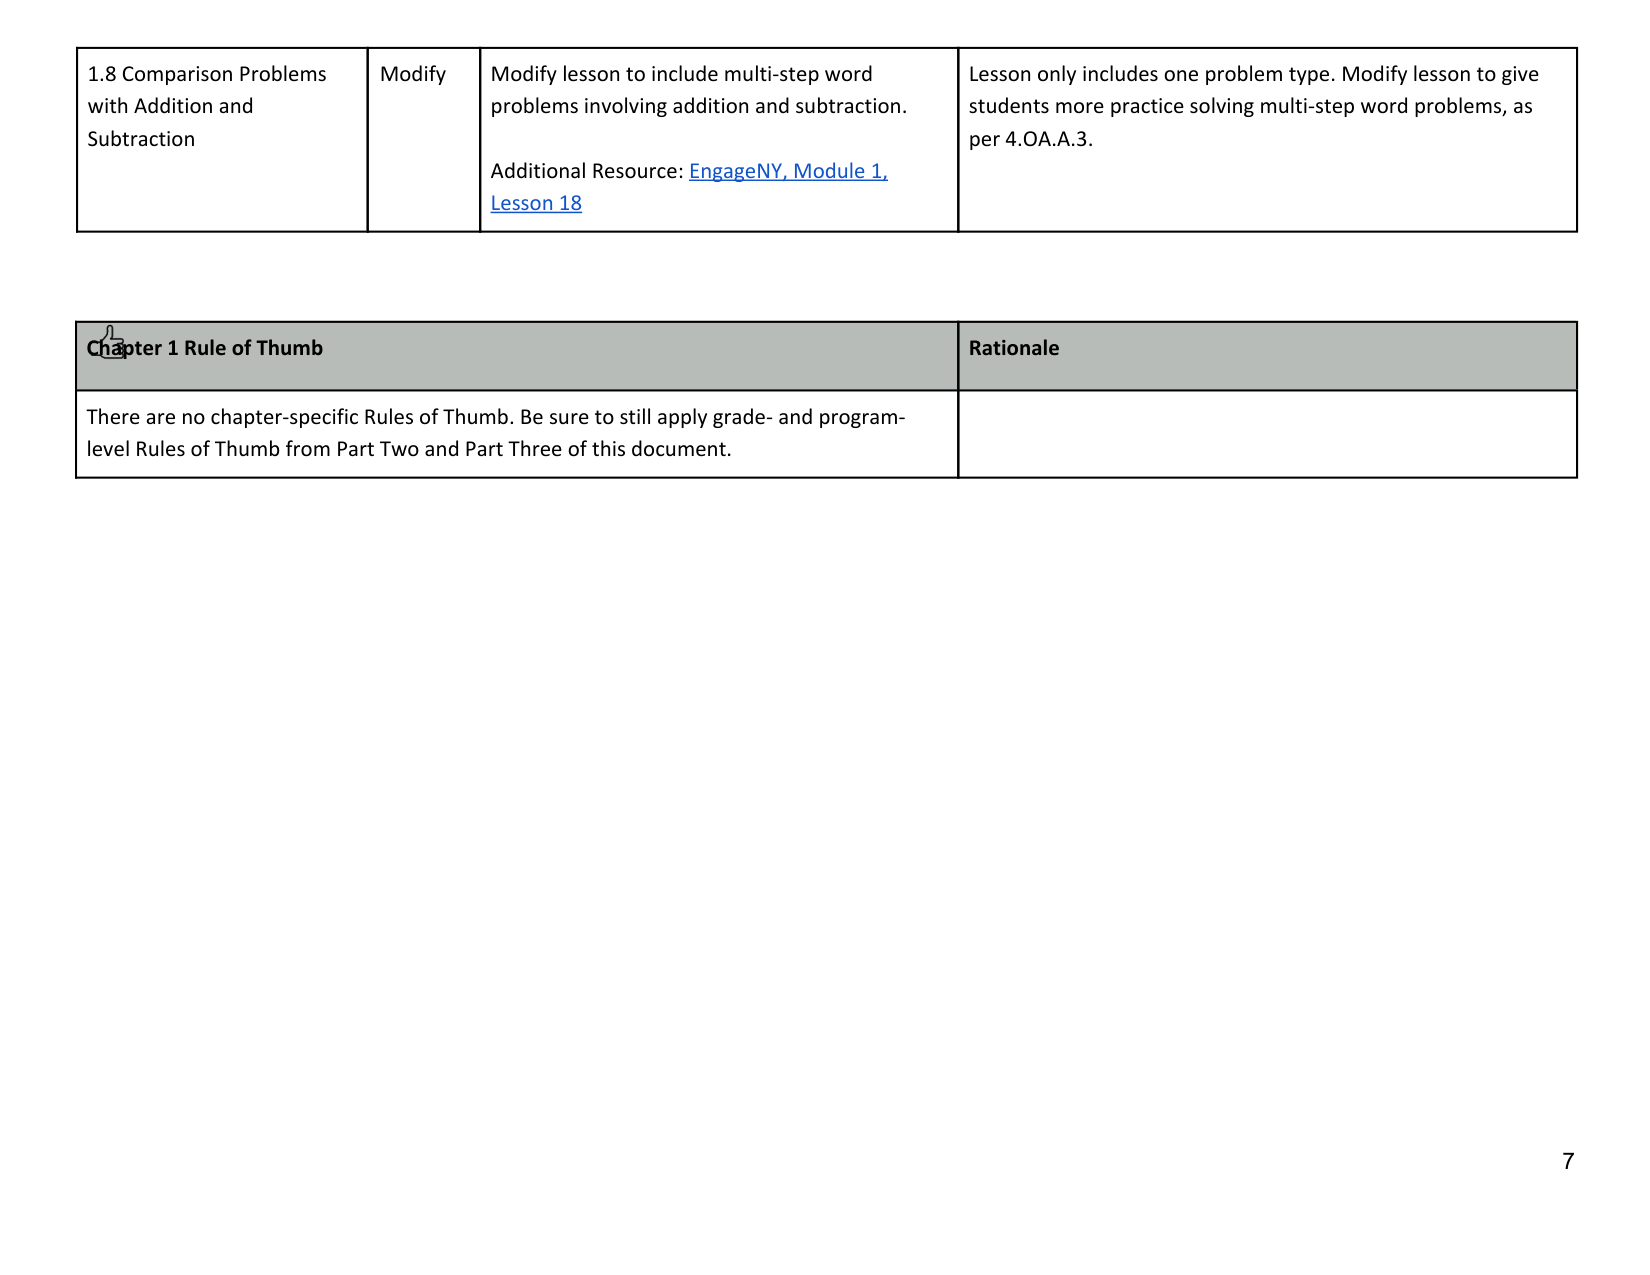 1.8 Comparison Problems
with Addition and
Subtraction
Modify
Modify lesson to include multi-step word
problems involving addition and subtraction.
Additional Resource: EngageNY, Module 1,
Lesson 18
Lesson only includes one problem type. Modify lesson to give
students more practice solving multi-step word problems, as
per 4.OA.A.3.
Chapter 1 Rule of Thumb
Rationale
There are no chapter-specific Rules of Thumb. Be sure to still apply grade- and program-
level Rules of Thumb from Part Two and Part Three of this document.
7